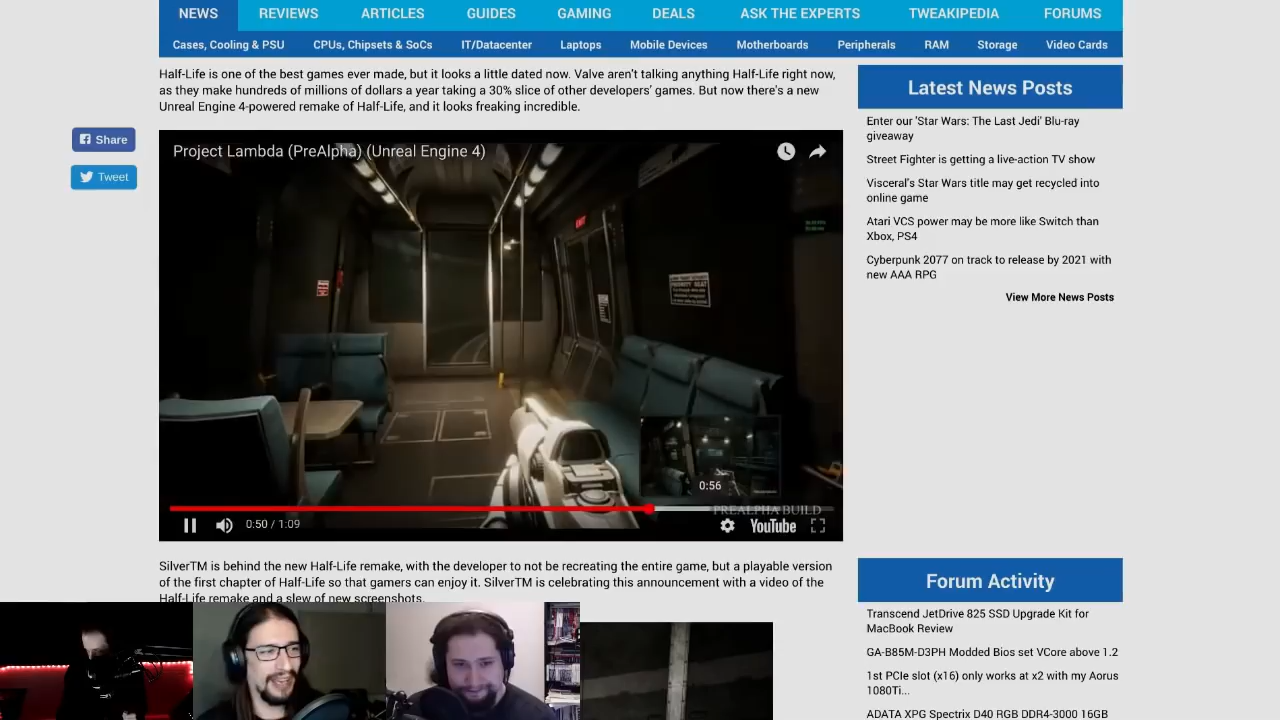 NEWS REVIEWS ARTICLES GUIDES GAMING DEALS ASK THE EXPERTS TWEAKIPEDIA FORUMS
Cases, Cooling & PSU CPUs, Chipsets & SoCs IT/Datacenter Laptops Mobile Devices Motherboards Peripherals RAM Storage Video Cards
Half-Life is one of the best games ever made, but it looks a little dated now. Valve aren't talking anything Half-Life right now,
as they make hundreds of millions of dollars a year taking a 30% slice of other developers' games. But now there's a new
Unreal Engine 4-powered remake of Half-Life, and it looks freaking incredible.
Share
Tweet
Project Lambda (PreAlpha) (Unreal Engine 4)
EXIT
PRIORITY SEAT
0:56
PREALPHA BUILD
0:50 / 1:09
YouTube
SilverTM is behind the new Half-Life remake, with the developer to not be recreating the entire game, but a playable version
of the first chapter of Half-Life so that gamers can enjoy it. SilverTM is celebrating this announcement with a video of the
Half-Life remake and a slew of new screenshots.
Latest News Posts
Enter our 'Star Wars: The Last Jedi' Blu-ray
giveaway
Street Fighter is getting a live-action TV show
Visceral's Star Wars title may get recycled into
online game
Atari VCS power may be more like Switch than
Xbox, PS4
Cyberpunk 2077 on track to release by 2021 with
new AAA RPG
View More News Posts
Forum Activity
Transcend JetDrive 825 SSD Upgrade Kit for
MacBook Review
GA-B85M-D3PH Modded Bios set VCore above 1.2
1st PCIe slot (x16) only works at x2 with my Aorus
1080Ti...
ADATA XPG Spectrix D40 RGB DDR4-3000 16GB